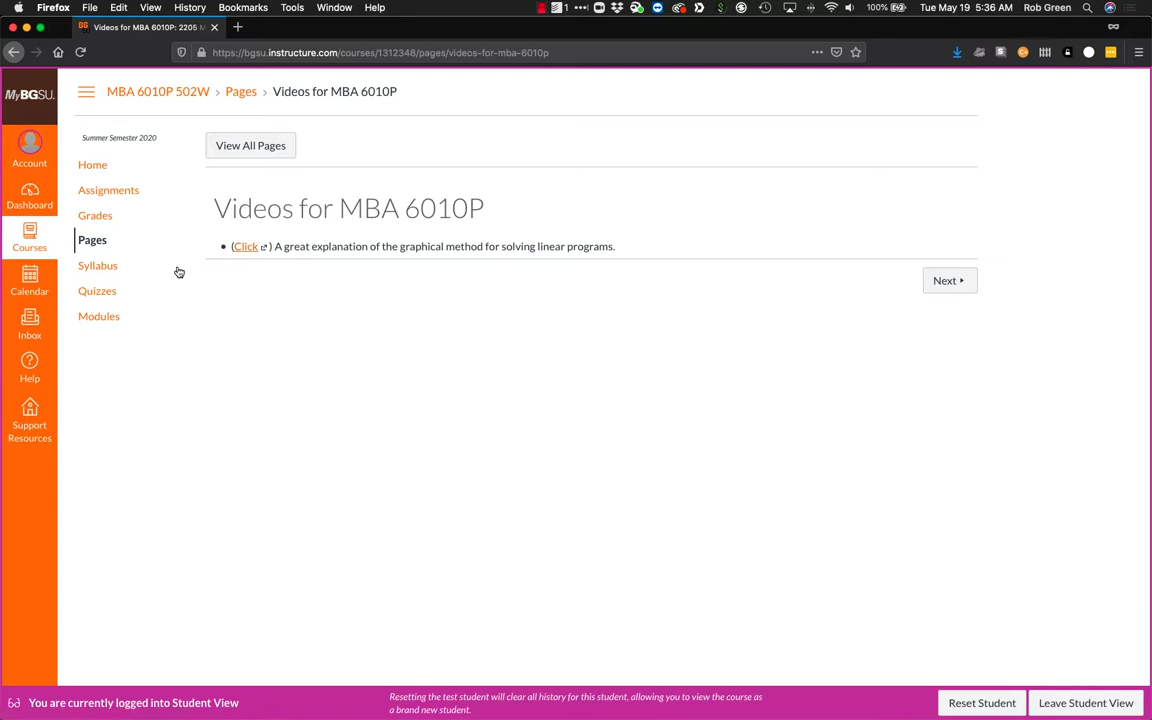 Firefox File Edit View History Bookmarks Tools Window Help 1 100% Tue May 19 5:36 AM Rob Green
Videos for MBA 6010P: 2205 M
https://bgsu.instructure.com/courses/1312348/pages/videos-for-mba-6010p
MyBGSU.
MBA 6010P 502W › Pages › Videos for MBA 6010P
Account
Dashboard
Courses
Calendar
Inbox
Help
Support
Resources
Summer Semester 2020
Home
Assignments
Grades
Pages
Syllabus
Quizzes
Modules
View All Pages
Videos for MBA 6010P
• (Click) A great explanation of the graphical method for solving linear programs.
Next
You are currently logged into Student View
Resetting the test student will clear all history for this student, allowing you to view the course as
a brand new student.
Reset Student
Leave Student View